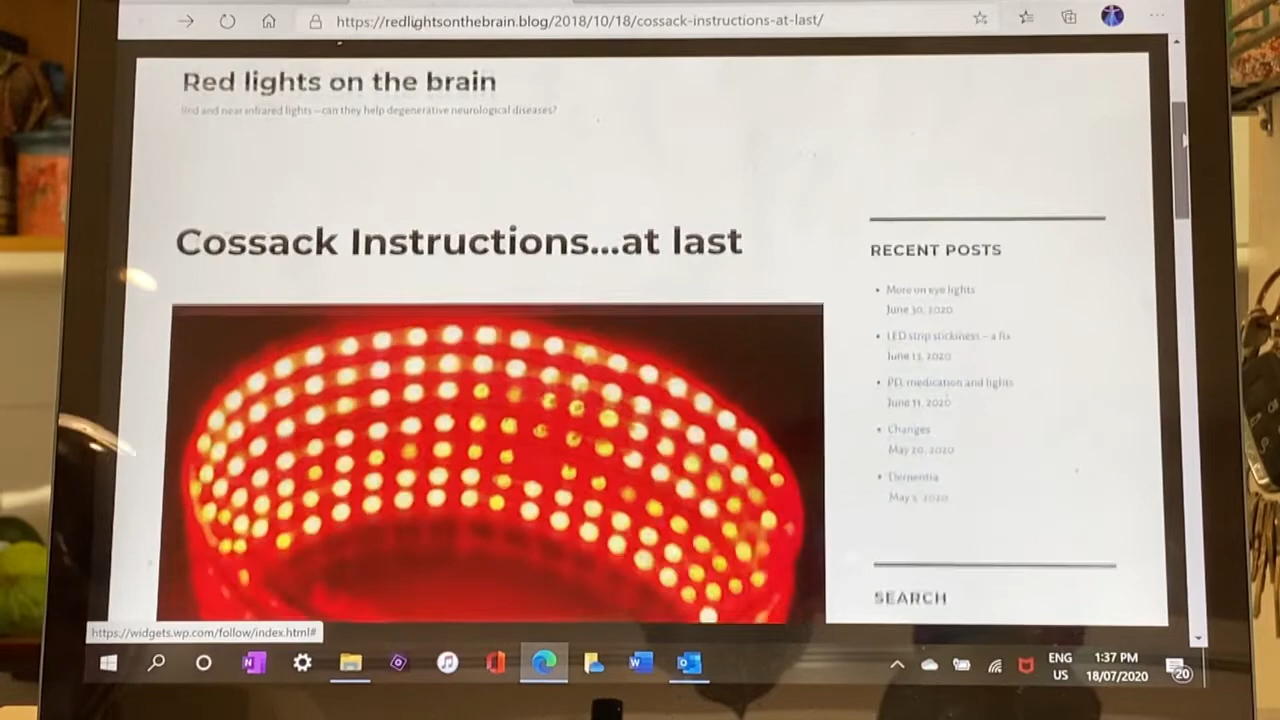 https://redlightsonthebrain.blog/2018/10/18/cossack-instructions-at-last/
Red lights on the brain
Red and near infrared lights – can they help degenerative neurological diseases?
Cossack Instructions...at last
RECENT POSTS
More on eye lights
June 30, 2020
LED strip stickiness – a fix
June 13, 2020
PD, medication and lights
June 11, 2020
Changes
May 20, 2020
Dementia
May 5, 2020
SEARCH
https://widgets.wp.com/follow/index.html#
ENG
US
1:37 PM
18/07/2020
20